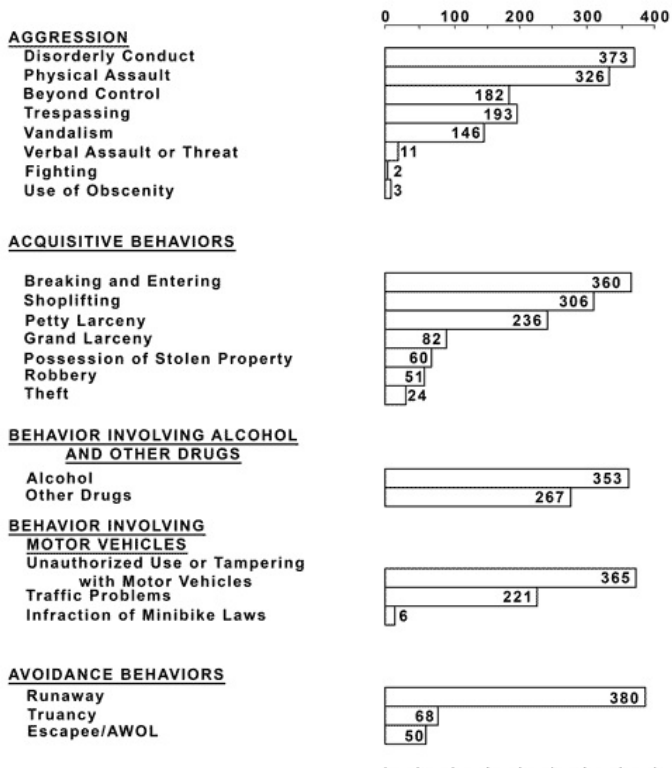 0 100 200 300 400
AGGRESSION
Disorderly Conduct 373
Physical Assault 326
Beyond Control 182
Trespassing 193
Vandalism 146
Verbal Assault or Threat 11
Fighting 2
Use of Obscenity 3
ACQUISITIVE BEHAVIORS
Breaking and Entering 360
Shoplifting 306
Petty Larceny 236
Grand Larceny 82
Possession of Stolen Property 60
Robbery 51
Theft 24
BEHAVIOR INVOLVING ALCOHOL
AND OTHER DRUGS
Alcohol 353
Other Drugs 267
BEHAVIOR INVOLVING
MOTOR VEHICLES
Unauthorized Use or Tampering
with Motor Vehicles 365
Traffic Problems 221
Infraction of Minibike Laws 6
AVOIDANCE BEHAVIORS
Runaway 380
Truancy 68
Escapee/AWOL 50